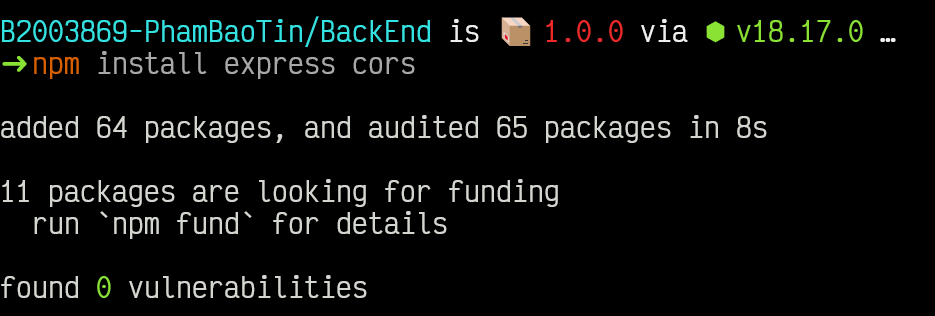 B2003869-PhamBaoTin/BackEnd is 📦 1.0.0 via ⬢ v18.17.0 …
➜npm install express cors
added 64 packages, and audited 65 packages in 8s
11 packages are looking for funding
run `npm fund` for details
found 0 vulnerabilities